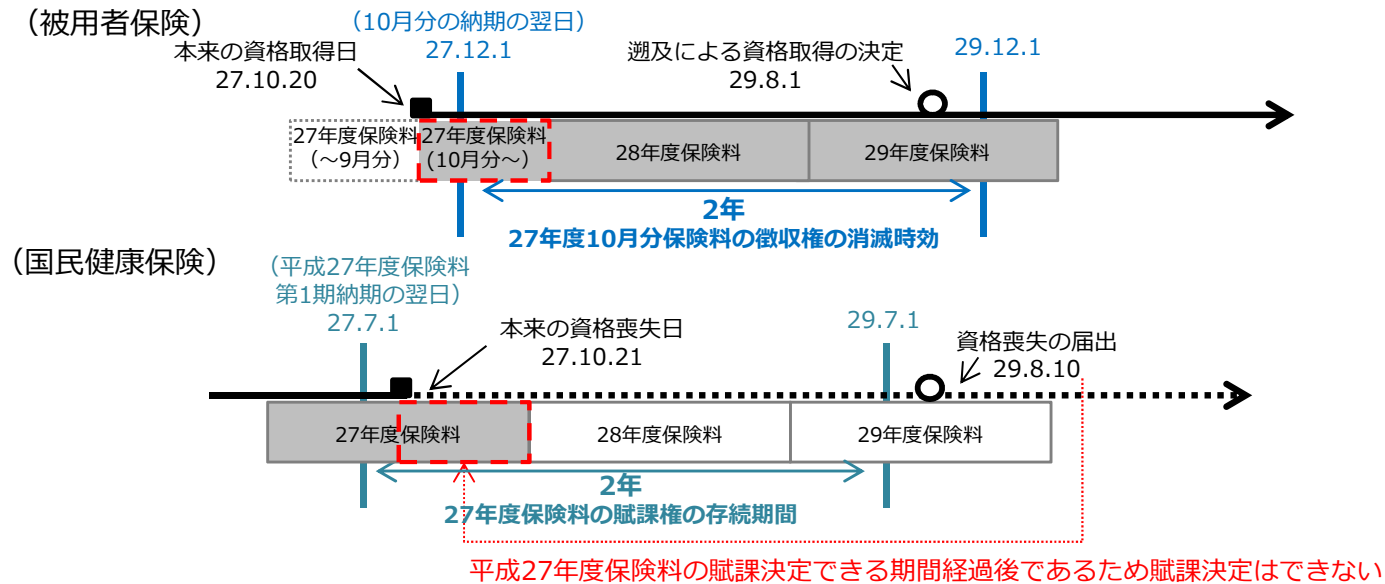 （被用者保険）
（10月分の納期の翌日）
27.12.1
本来の資格取得日
27.10.20
遡及による資格取得の決定
29.8.1
29.12.1
27年度保険料
（～9月分）
27年度保険料
(10月分～）
28年度保険料
29年度保険料
2年
27年度10月分保険料の徴収権の消滅時効
（国民健康保険）
（平成27年度保険料
第1期納期の翌日）
27.7.1
本来の資格喪失日
27.10.21
29.7.1
資格喪失の届出
29.8.10
27年度保険料
28年度保険料
29年度保険料
2年
27年度保険料の賦課権の存続期間
平成27年度保険料の賦課決定できる期間経過後であるため賦課決定はできない